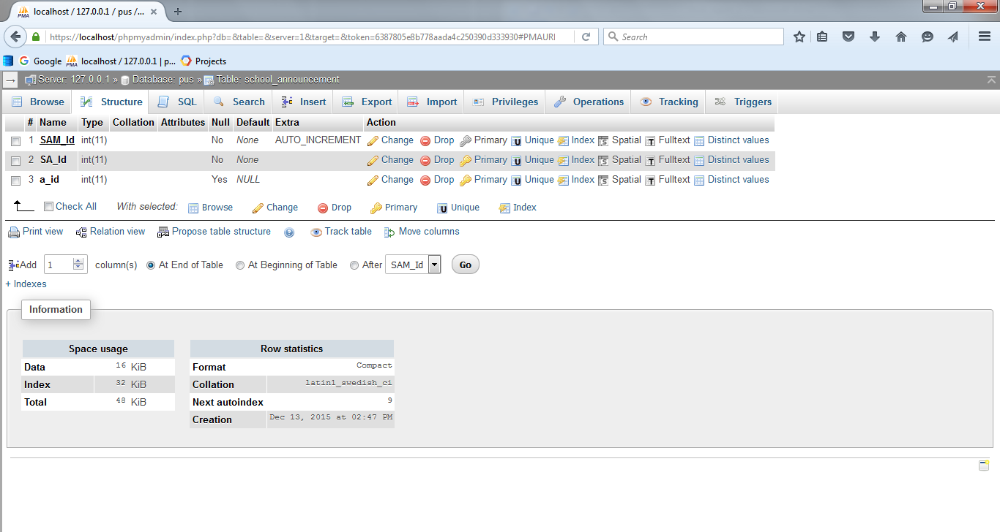 localhost / 127.0.0.1 / pus /...
https://localhost/phpmyadmin/index.php?db=&table=&server=1&target=&token=6387805e8b778aada4c250390d333930#PMAURI
Search
Google localhost / 127.0.0.1 | p... Projects
Server: 127.0.0.1 » Database: pus » Table: school_announcement
Browse Structure SQL Search Insert Export Import Privileges Operations Tracking Triggers
# Name Type Collation Attributes Null Default Extra Action
1 SAM_Id int(11) No None AUTO_INCREMENT Change Drop Primary Unique Index Spatial Fulltext Distinct values
2 SA_Id int(11) No None Change Drop Primary Unique Index Spatial Fulltext Distinct values
3 a_id int(11) Yes NULL Change Drop Primary Unique Index Spatial Fulltext Distinct values
Check All With selected: Browse Change Drop Primary Unique Index
Print view Relation view Propose table structure Track table Move columns
Add 1 column(s) At End of Table At Beginning of Table After SAM_Id Go
+ Indexes
Information
Space usage Row statistics
Data 16 KiB Format Compact
Index 32 KiB Collation latin1_swedish_ci
Total 48 KiB Next autoindex 9
Creation Dec 13, 2015 at 02:47 PM